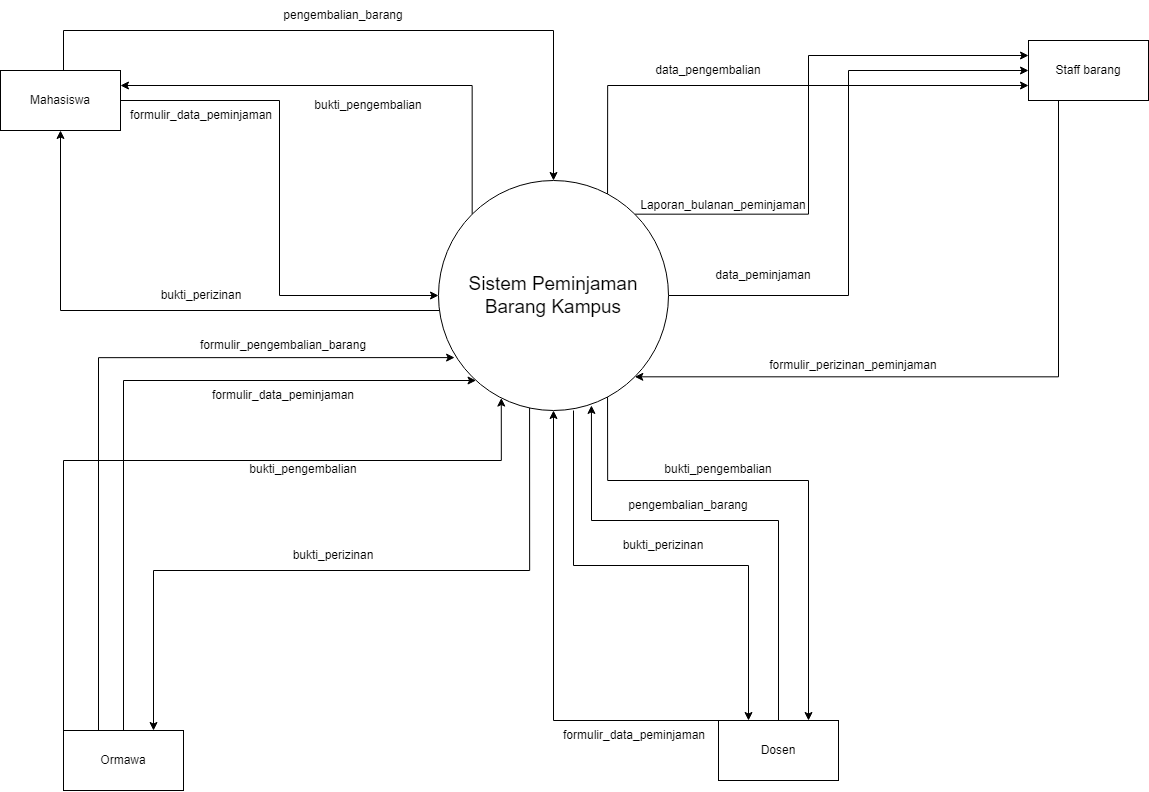 pengembalian_barang
Mahasiswa
bukti_pengembalian
formulir_data_peminjaman
data_pengembalian
Staff barang
Laporan_bulanan_peminjaman
data_peminjaman
Sistem Peminjaman
Barang Kampus
bukti_perizinan
formulir_pengembalian_barang
formulir_data_peminjaman
formulir_perizinan_peminjaman
bukti_pengembalian
bukti_pengembalian
pengembalian_barang
bukti_perizinan
bukti_perizinan
formulir_data_peminjaman
Ormawa
Dosen